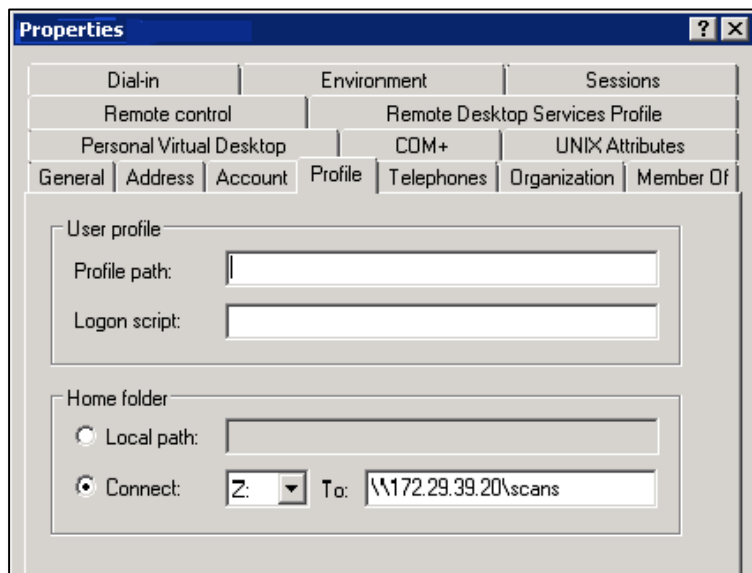 Properties
Dial-in Environment Sessions
Remote control Remote Desktop Services Profile
Personal Virtual Desktop COM+ UNIX Attributes
General Address Account Profile Telephones Organization Member Of
User profile
Profile path:
Logon script:
Home folder
Local path:
Connect: Z: To: \\172.29.39.20\scans